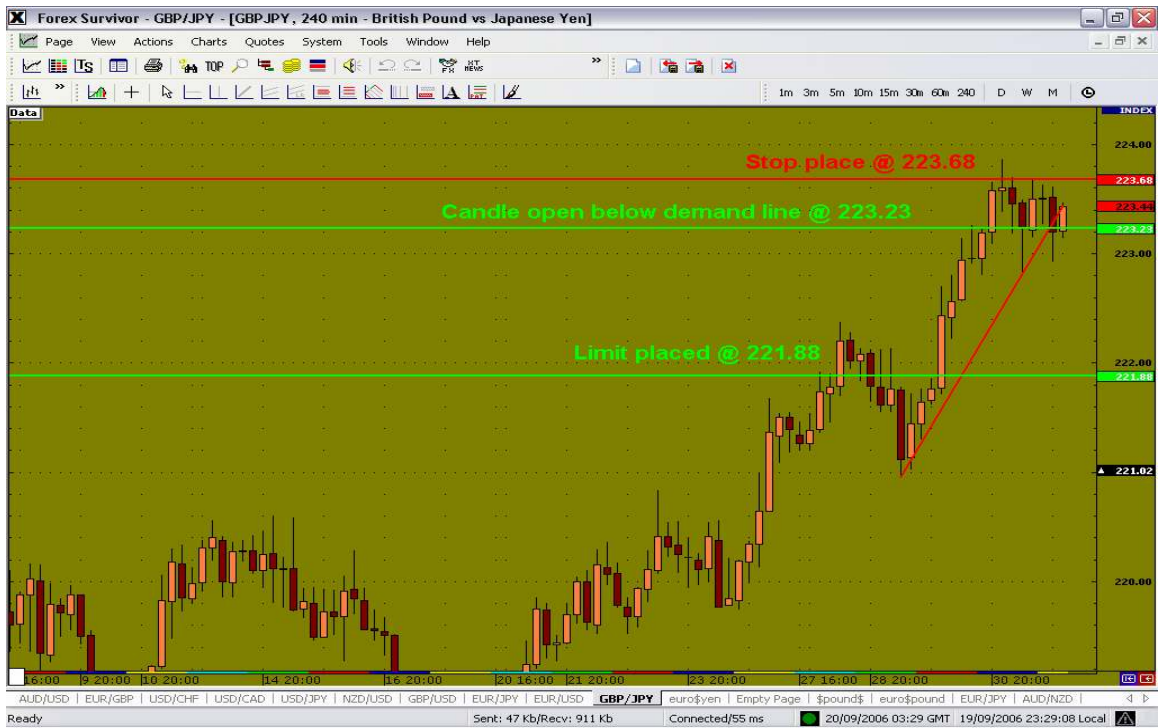 Forex Survivor - GBP/JPY - [GBPJPY, 240 min - British Pound vs Japanese Yen]
Page View Actions Charts Quotes System Tools Window Help
Ts TOP FX NEWS
1m 3m 5m 10m 15m 30m 60m 240 D W M
Data INDEX
224.00
Stop place @ 223.68
223.68
Candle open below demand line @ 223.23
223.44
223.23
223.00
Limit placed @ 221.88
222.00
221.88
221.02
220.00
16:00 9 20:00 10 20:00 14 20:00 16 20:00 20 16:00 21 20:00 23 20:00 27 16:00 28 20:00 30 20:00
AUD/USD | EUR/GBP | USD/CHF | USD/CAD | USD/JPY | NZD/USD | GBP/USD | EUR/JPY | EUR/USD | GBP/JPY | euro$yen | Empty Page | $pound$ | euro$pound | EUR/JPY | AUD/NZD |
Ready Sent: 47 Kb/Recv: 911 Kb Connected/55 ms 20/09/2006 03:29 GMT 19/09/2006 23:29:08 Local